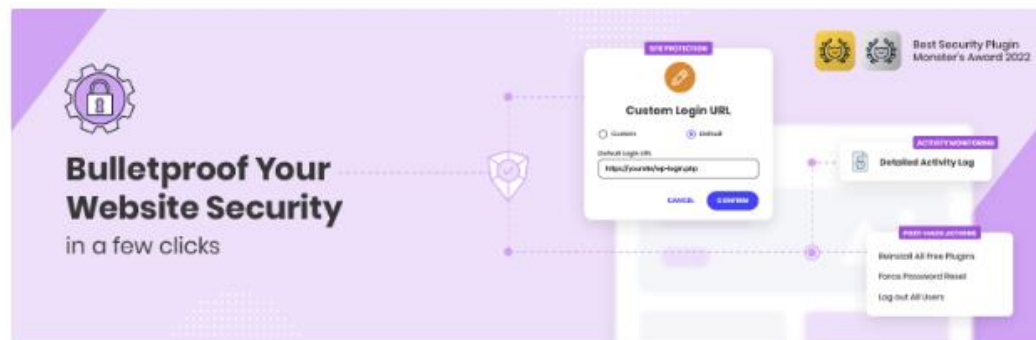 Bulletproof Your
Website Security
in a few clicks
SITE PROTECTION
Custom Login URL
Custom
Default
Default Login URL
https://yoursite/wp-login.php
CANCEL
CONFIRM
Best Security Plugin
Monster's Award 2022
ACTIVITY MONITORING
Detailed Activity Log
POST-HACK ACTIONS
Reinstall All Free Plugins
Force Password Reset
Log out All Users